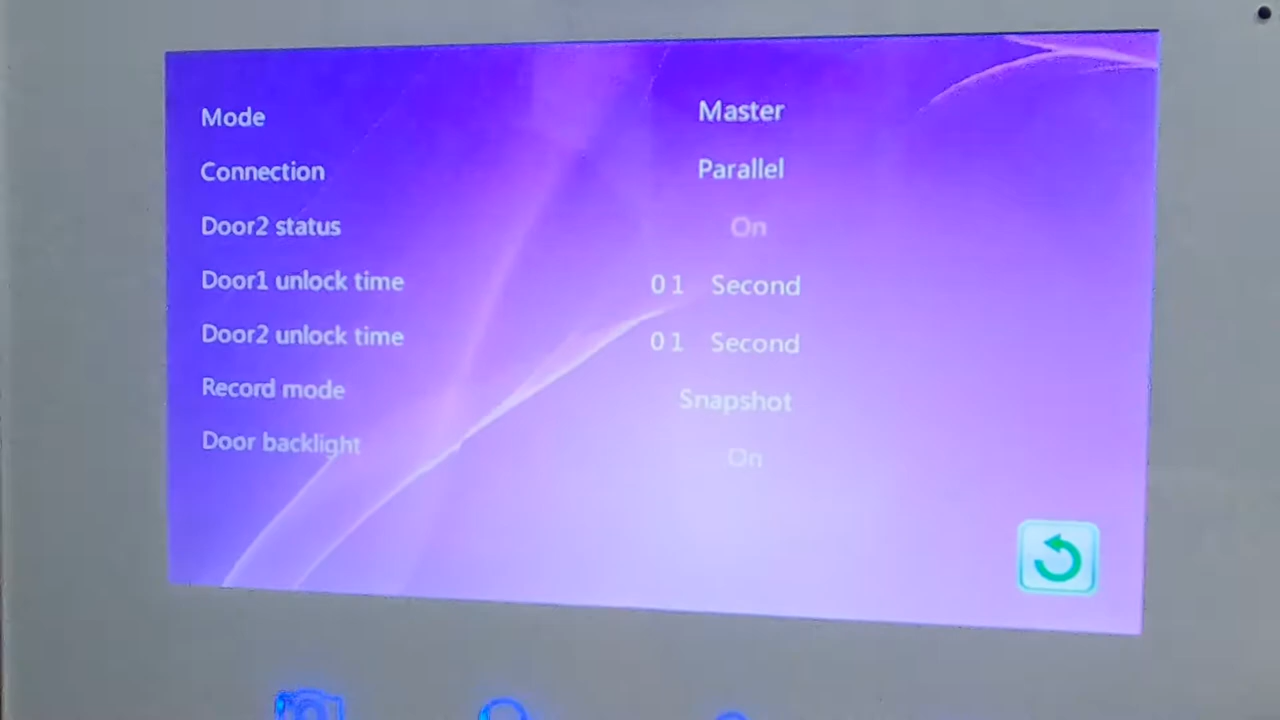 Mode Master
Connection Parallel
Door2 status On
Door1 unlock time 01 Second
Door2 unlock time 01 Second
Record mode Snapshot
Door backlight On